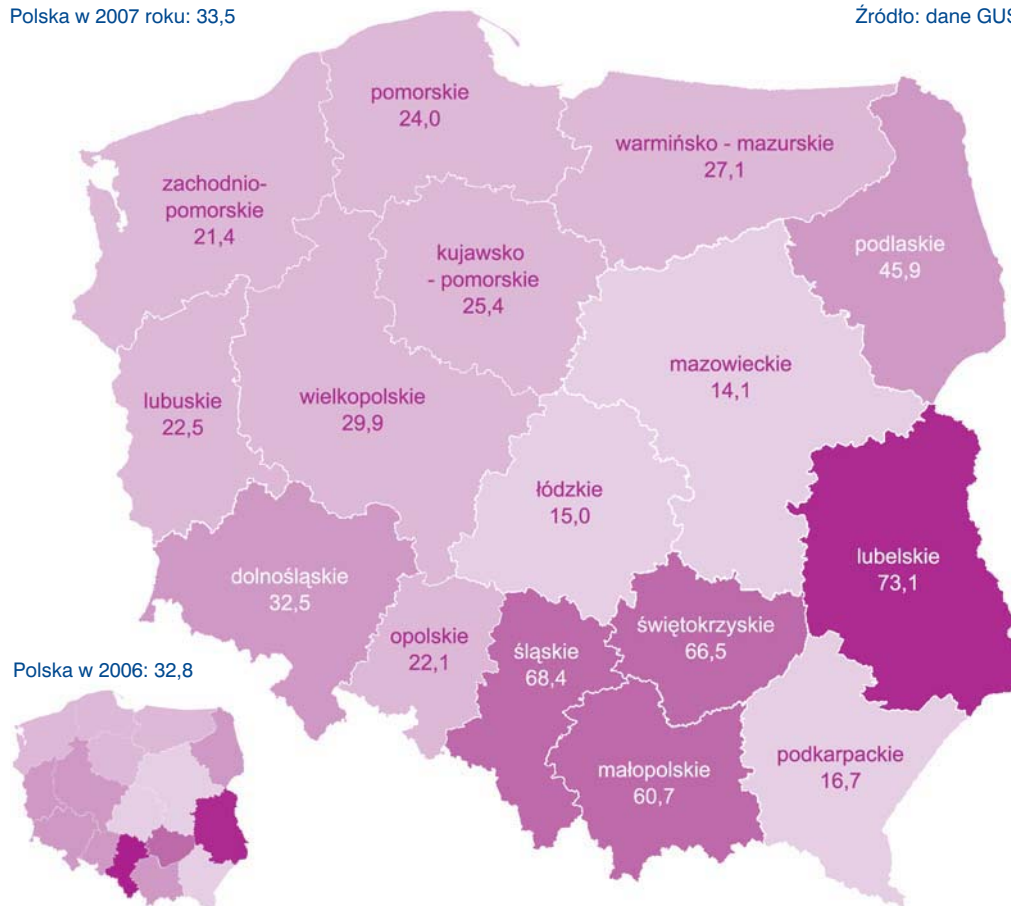 Polska w 2007 roku: 33,5
Źródło: dane GUS
pomorskie
24,0
warmińsko - mazurskie
27,1
zachodnio-
pomorskie
21,4
podlaskie
45,9
kujawsko
- pomorskie
25,4
mazowieckie
14,1
lubuskie
22,5
wielkopolskie
29,9
łódzkie
15,0
lubelskie
73,1
dolnośląskie
32,5
opolskie
22,1
śląskie
68,4
świętokrzyskie
66,5
Polska w 2006: 32,8
małopolskie
60,7
podkarpackie
16,7